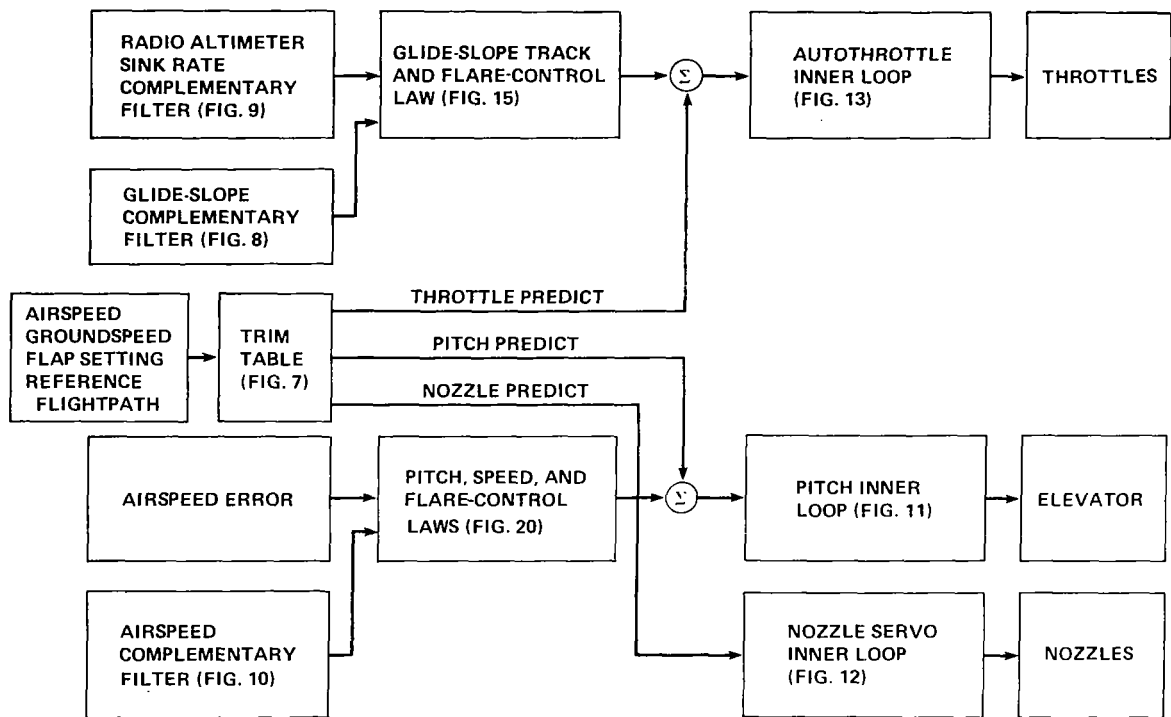 RADIO ALTIMETER
SINK RATE
COMPLEMENTARY
FILTER (FIG. 9)
GLIDE-SLOPE TRACK
AND FLARE-CONTROL
LAW (FIG. 15)
Σ
AUTOTHROTTLE
INNER LOOP
(FIG. 13)
THROTTLES
GLIDE-SLOPE
COMPLEMENTARY
FILTER (FIG. 8)
AIRSPEED
GROUNDSPEED
FLAP SETTING
REFERENCE
FLIGHTPATH
TRIM
TABLE
(FIG. 7)
THROTTLE PREDICT
PITCH PREDICT
NOZZLE PREDICT
AIRSPEED ERROR
PITCH, SPEED, AND
FLARE-CONTROL
LAWS (FIG. 20)
Σ
PITCH INNER
LOOP (FIG. 11)
ELEVATOR
AIRSPEED
COMPLEMENTARY
FILTER (FIG. 10)
NOZZLE SERVO
INNER LOOP
(FIG. 12)
NOZZLES